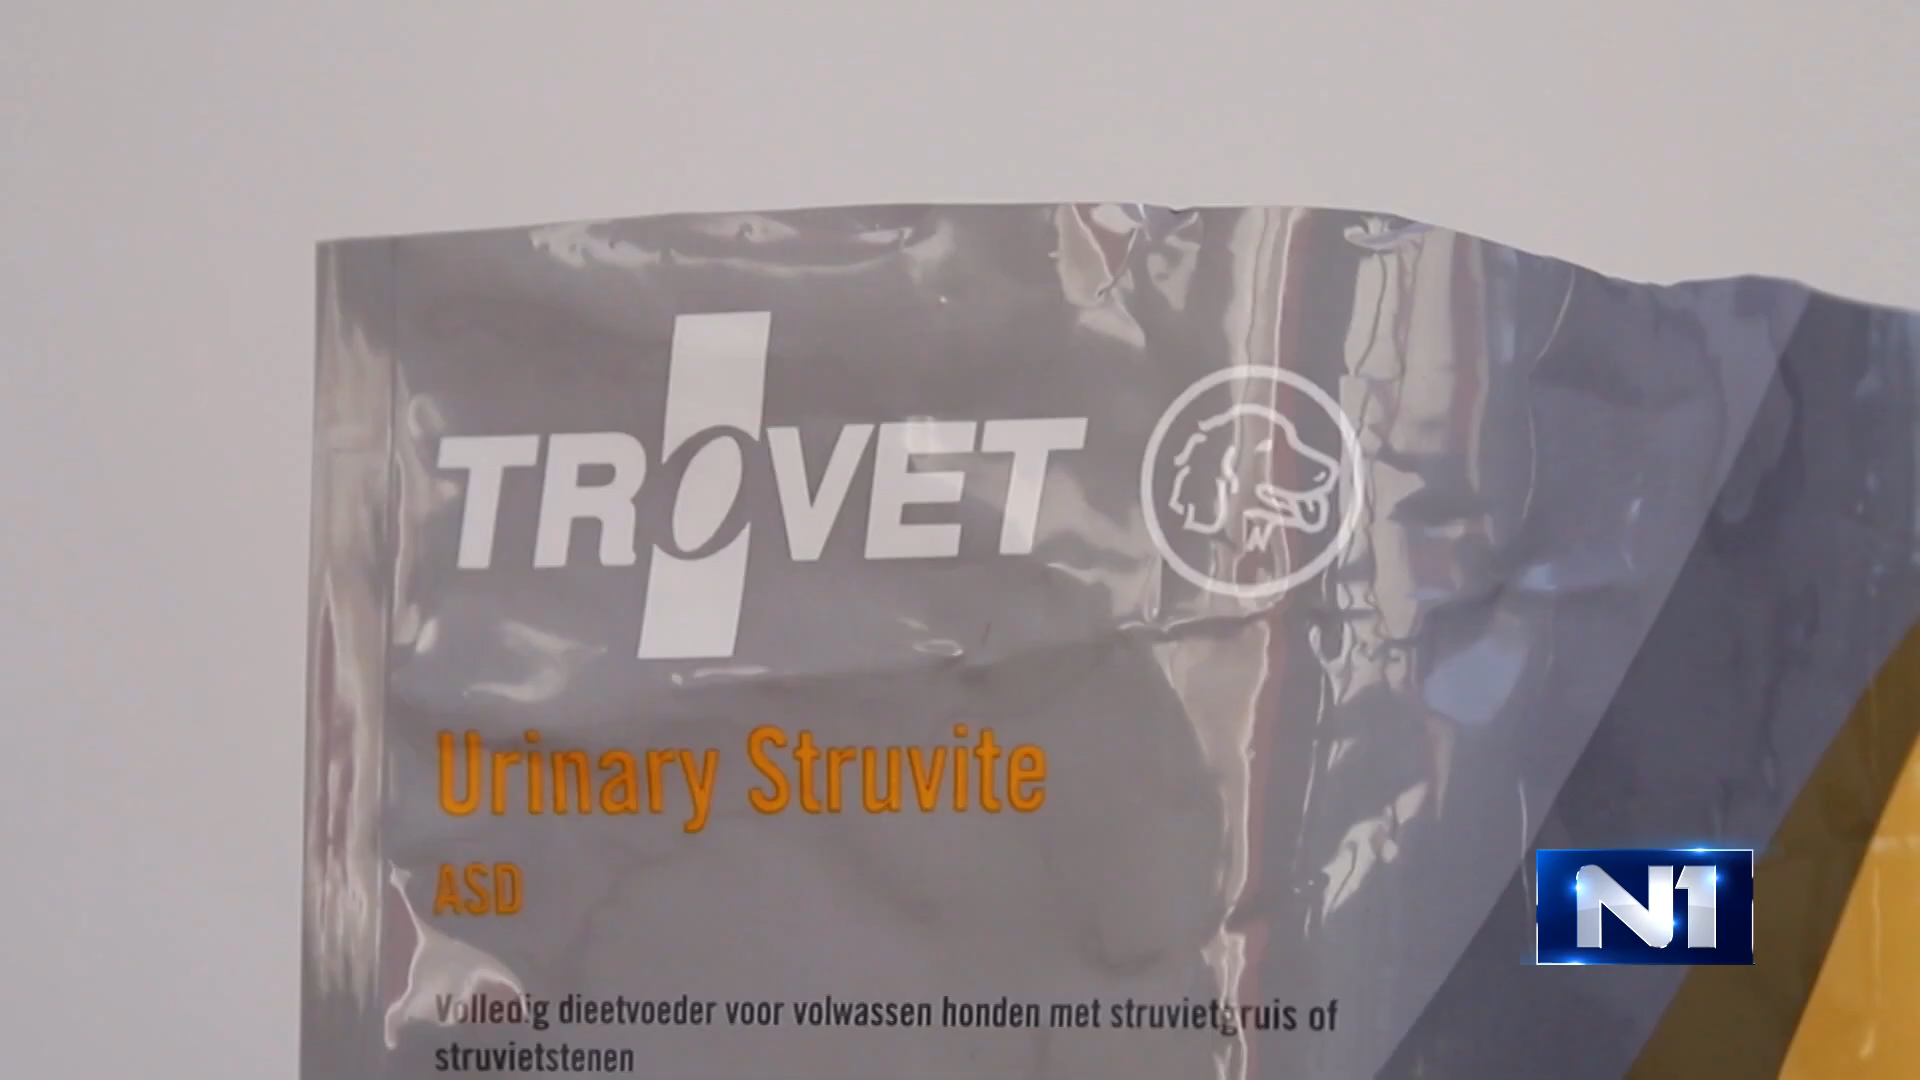 TROVET
Urinary Struvite
ASD
Volledig dieetvoeder voor volwassen honden met struvietgruis of
struvietstenen
N1